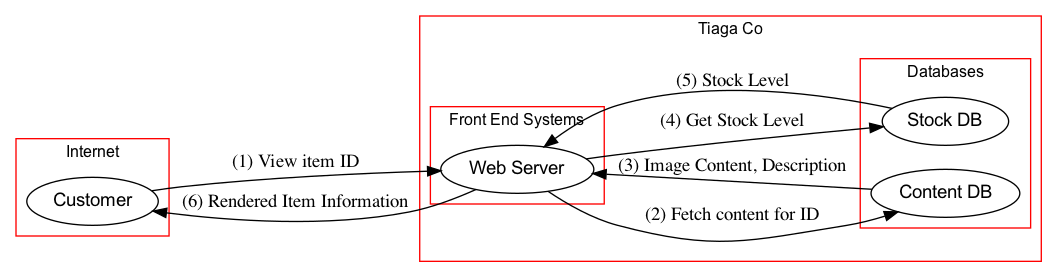 Tiaga Co
Databases
(5) Stock Level
Front End Systems
(4) Get Stock Level
Stock DB
Internet
(1) View item ID
Web Server
(3) Image Content, Description
Customer
(6) Rendered Item Information
(2) Fetch content for ID
Content DB